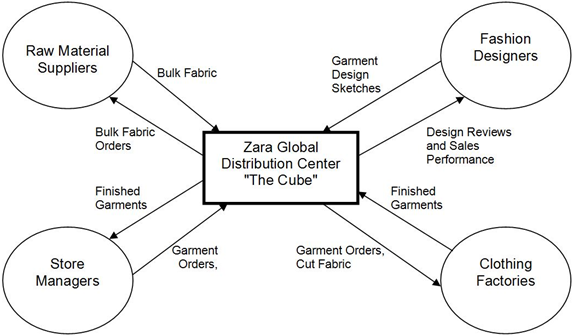 Raw Material
Suppliers
Bulk Fabric
Garment
Design
Sketches
Fashion
Designers
Bulk Fabric
Orders
Zara Global
Distribution Center
"The Cube"
Design Reviews
and Sales
Performance
Finished
Garments
Finished
Garments
Store
Managers
Garment
Orders,
Garment Orders,
Cut Fabric
Clothing
Factories